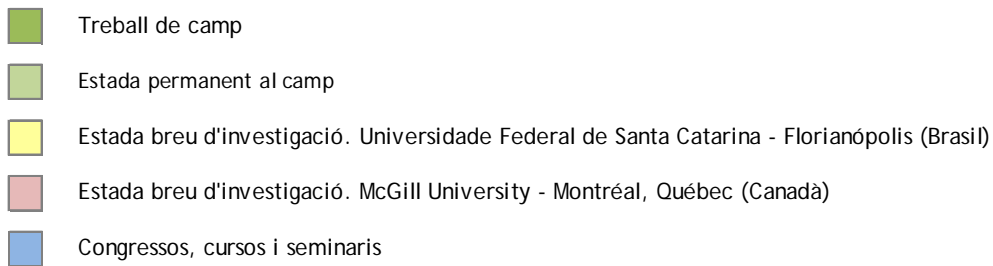 Treball de camp
Estada permanent al camp
Estada breu d'investigació. Universidade Federal de Santa Catarina - Florianópolis (Brasil)
Estada breu d'investigació. McGill University - Montréal, Québec (Canadà)
Congressos, cursos i seminaris